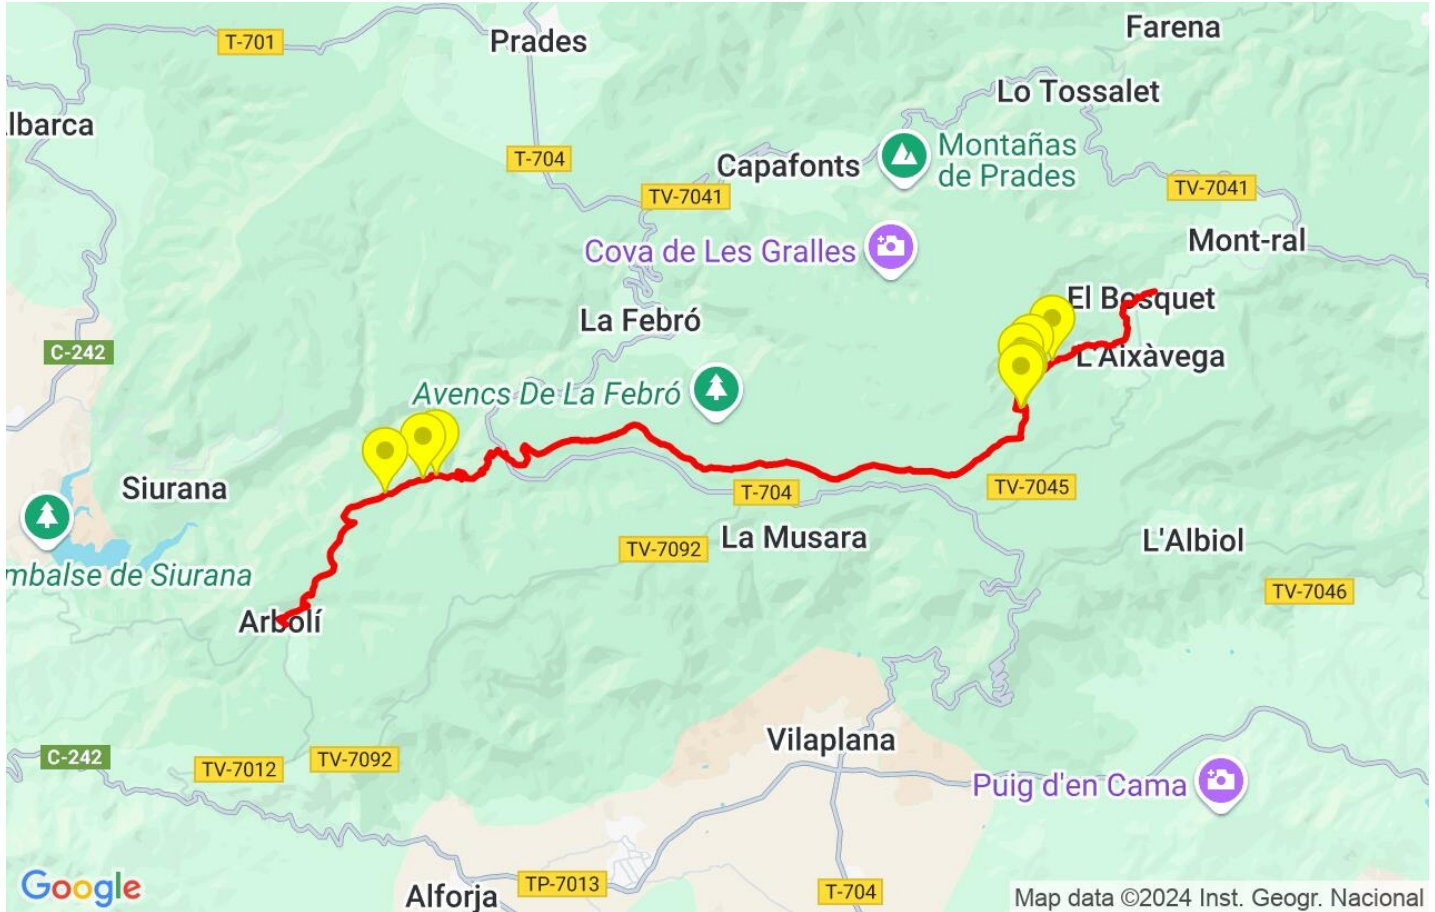 Farena
T-701
Prades
Lo Tossalet
lbarca
Montañas
de Prades
T-704
Capafonts
TV-7041
TV-7041
Mont-ral
Cova de Les Gralles
El Bosquet
La Febró
C-242
L'Aixàvega
Avencs De La Febró
Siurana
T-704
TV-7045
La Musara
L'Albiol
TV-7092
mbalse de Siurana
TV-7046
Arbolí
Vilaplana
C-242
TV-7092
TV-7012
Puig d'en Cama
Google
Alforja
TP-7013
T-704
Map data ©2024 Inst. Geogr. Nacional